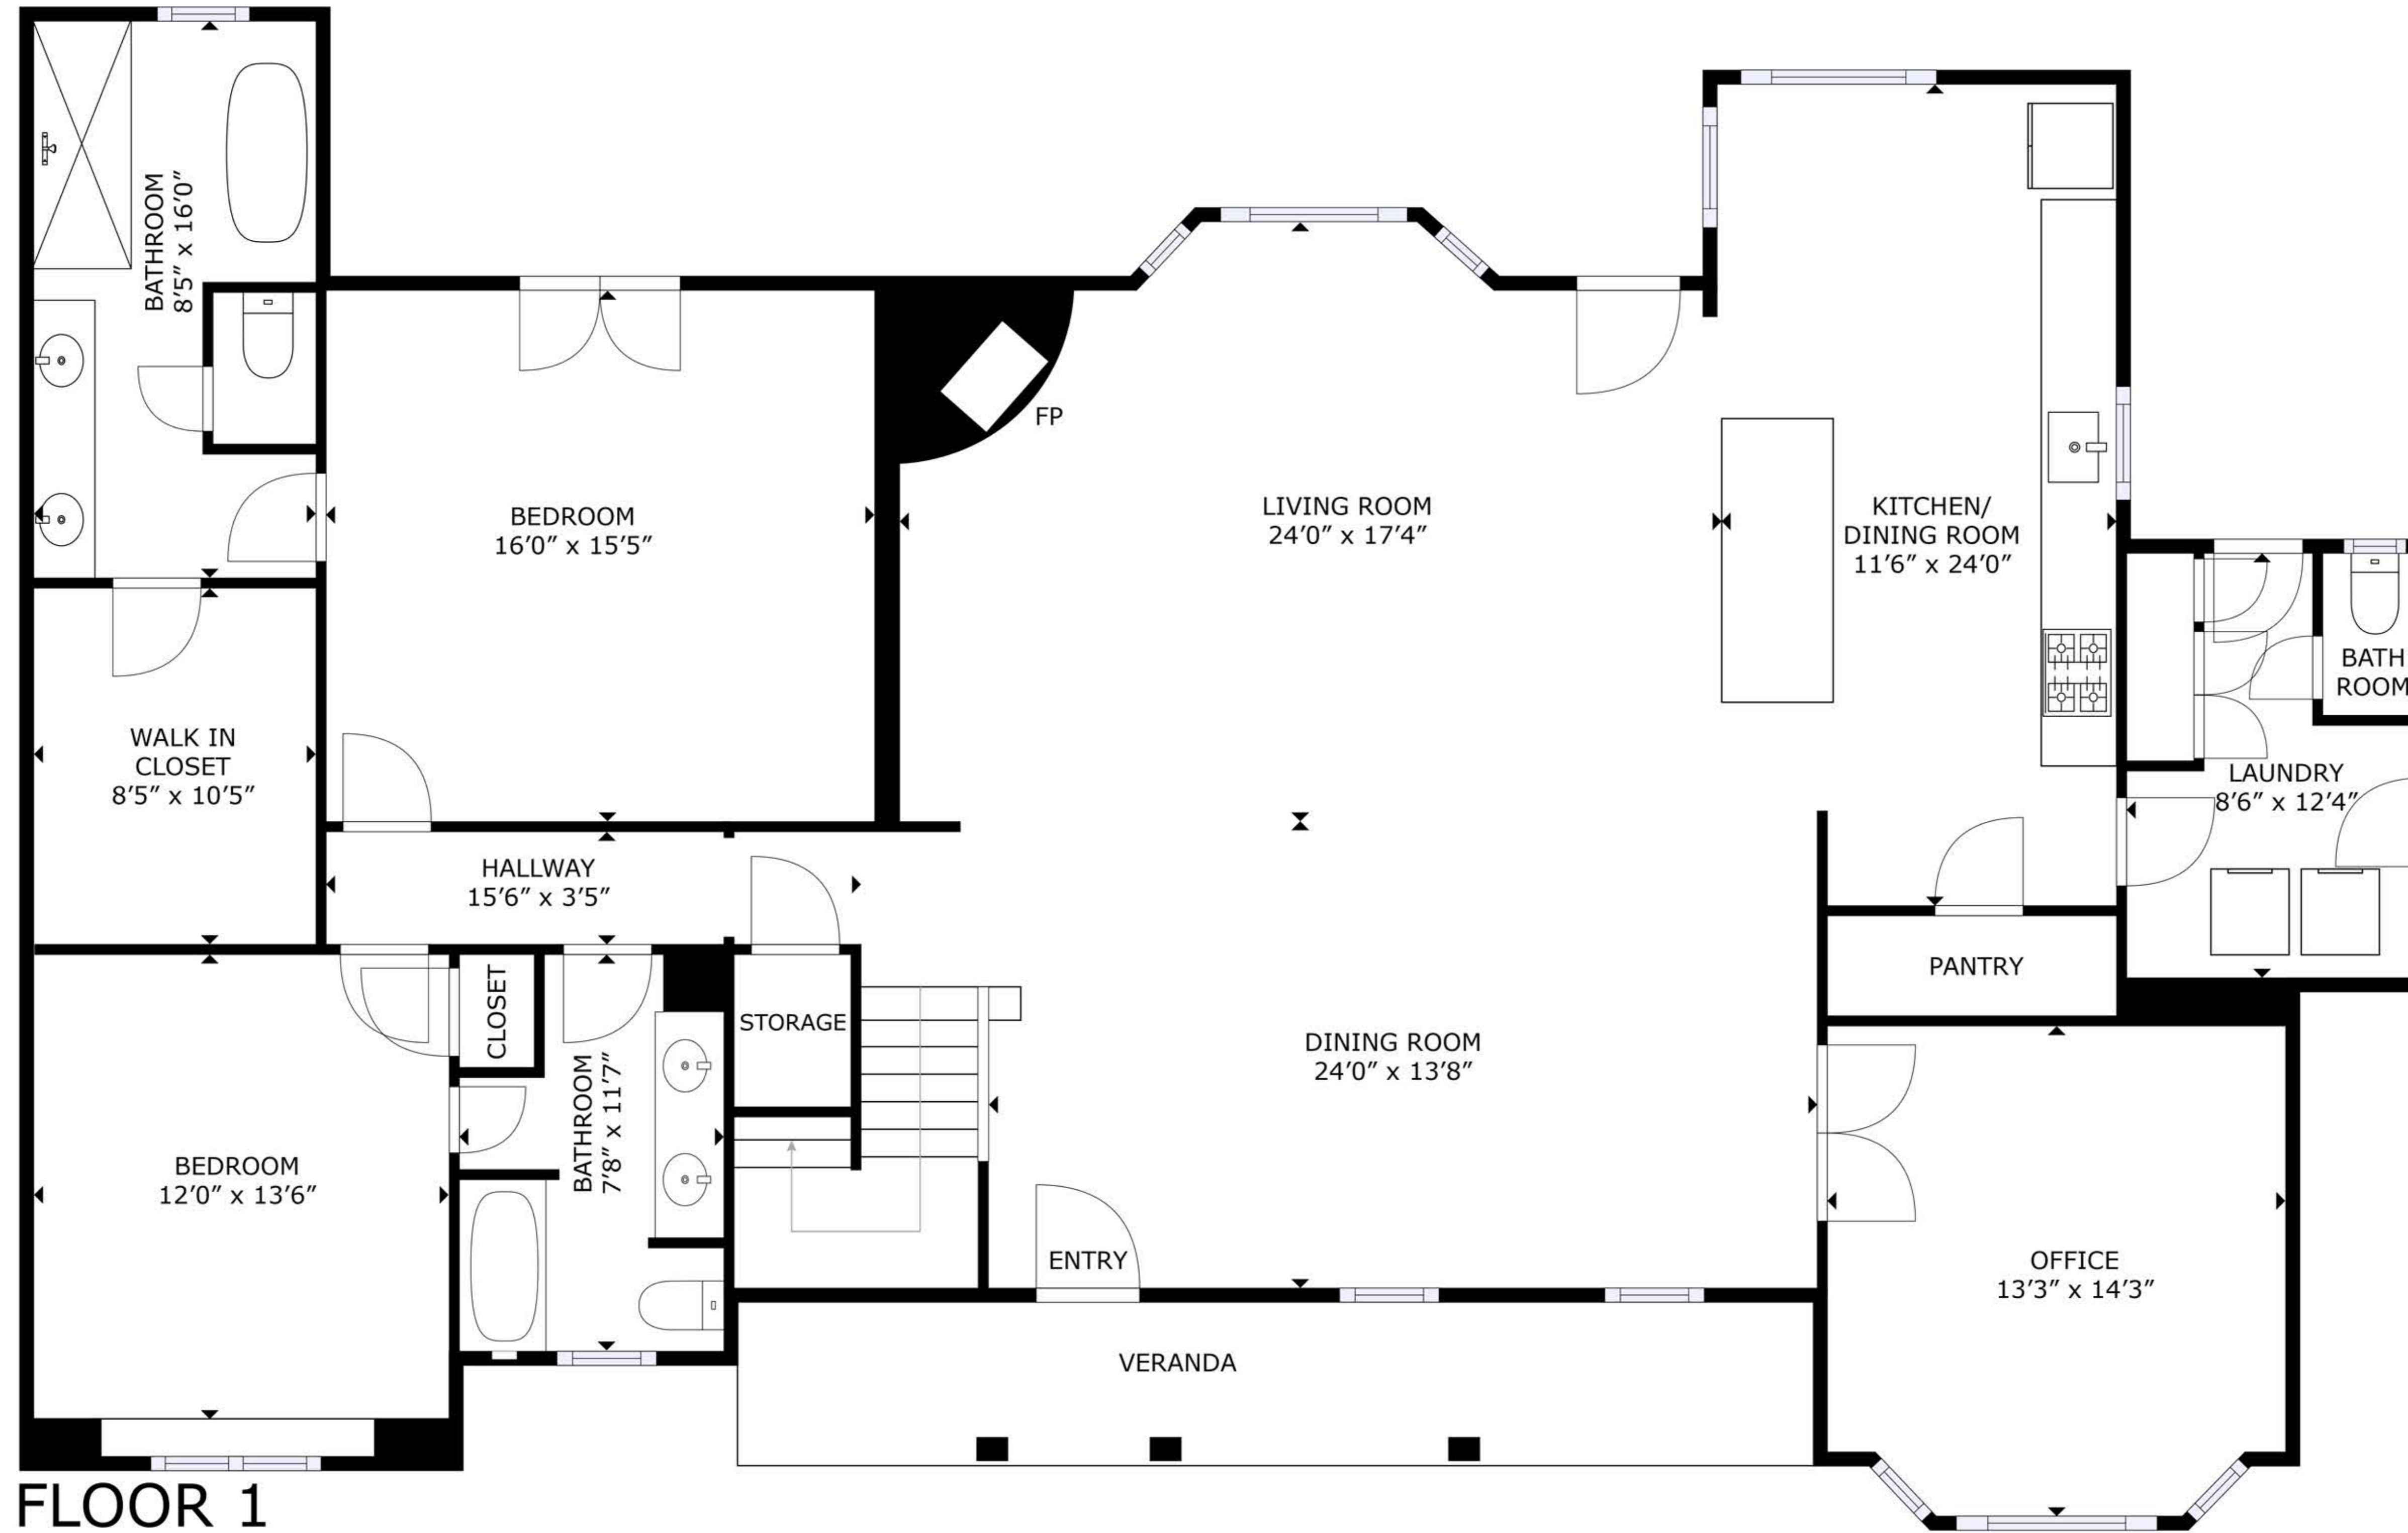 BATHROOM
8'5" x 16'0"
FP
BEDROOM
16'0" x 15'5"
LIVING ROOM
24'0" x 17'4"
KITCHEN/
DINING ROOM
11'6" x 24'0"
BATH
ROOM
WALK IN
CLOSET
8'5" x 10'5"
LAUNDRY
8'6" x 12'4"
HALLWAY
15'6" x 3'5"
PANTRY
CLOSET
STORAGE
DINING ROOM
24'0" x 13'8"
BATHROOM
7'8" x 11'7"
BEDROOM
12'0" x 13'6"
ENTRY
OFFICE
13'3" x 14'3"
VERANDA
FLOOR 1